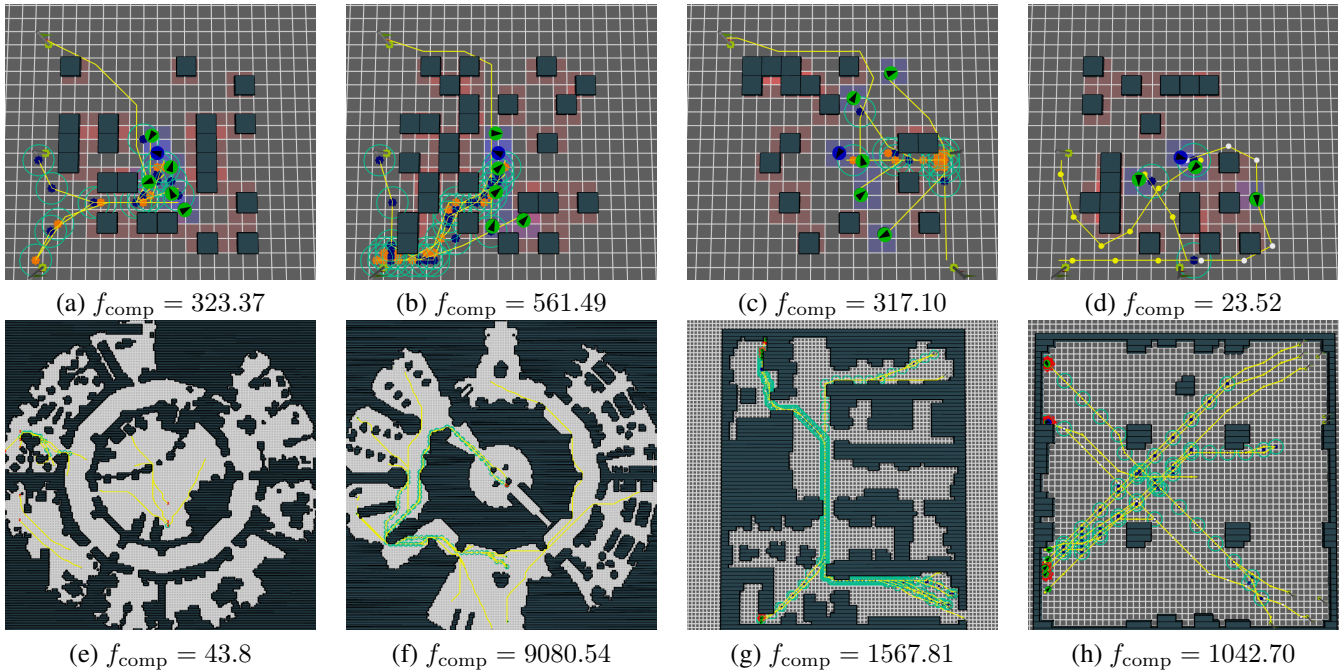 (a) f_comp = 323.37
(b) f_comp = 561.49
(c) f_comp = 317.10
(d) f_comp = 23.52
(e) f_comp = 43.8
(f) f_comp = 9080.54
(g) f_comp = 1567.81
(h) f_comp = 1042.70